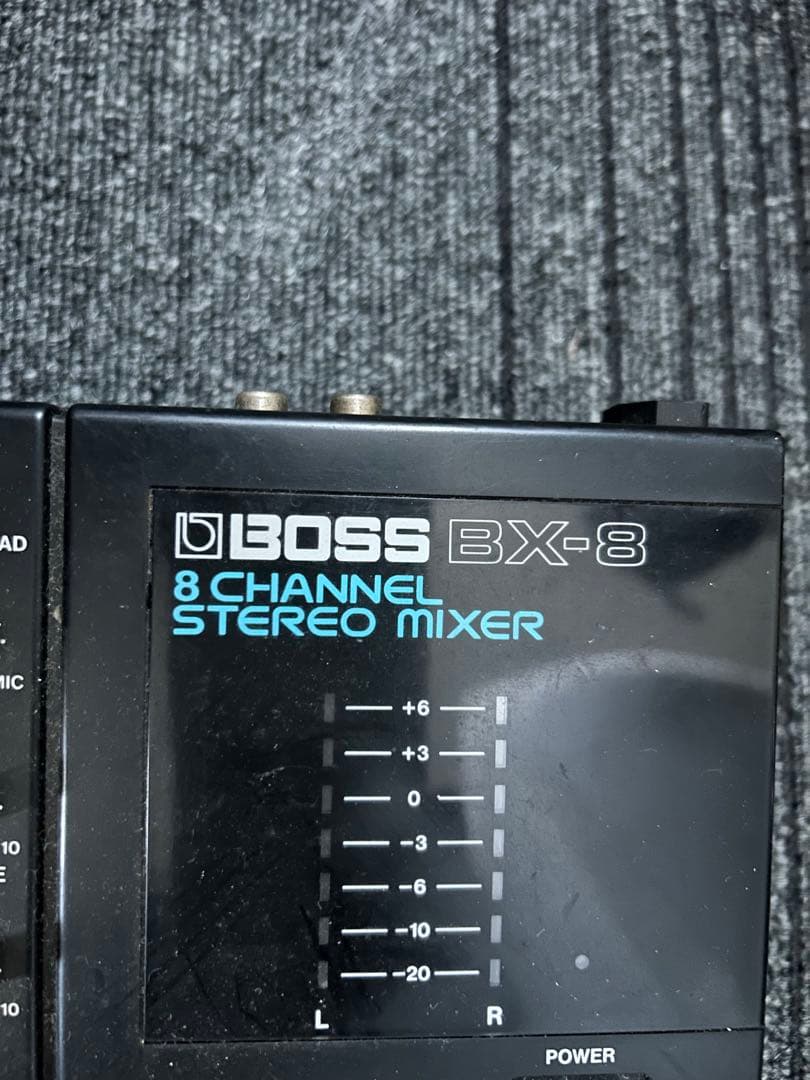 BOSS BX-8
8 CHANNEL
STEREO MIXER
AD
MIC
10
E
10
+6
+3
0
-3
-6
-10
-20
L R
POWER